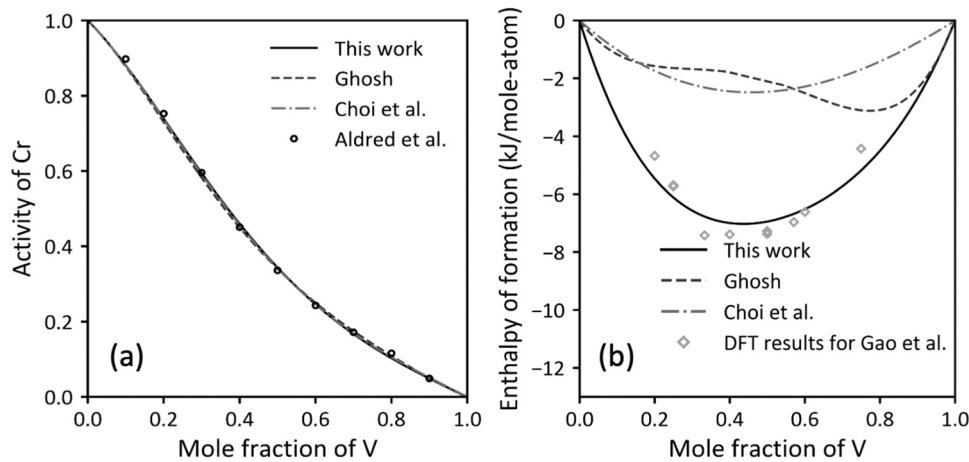 1.0
0.8
0.6
0.4
0.2
0.0
Activity of Cr
This work
Ghosh
Choi et al.
Aldred et al.
(a)
0.0 0.2 0.4 0.6 0.8 1.0
Mole fraction of V
−0
−2
−4
−6
−8
−10
−12
Enthalpy of formation (kJ/mole-atom)
This work
Ghosh
Choi et al.
DFT results for Gao et al.
(b)
0.0 0.2 0.4 0.6 0.8 1.0
Mole fraction of V